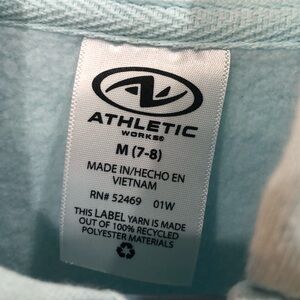 ATHLETIC
WORKS®
M (7-8)
MADE IN/HECHO EN
VIETNAM
RN# 52469 01W
THIS LABEL YARN IS MADE
OUT OF 100% RECYCLED
POLYESTER MATERIALS